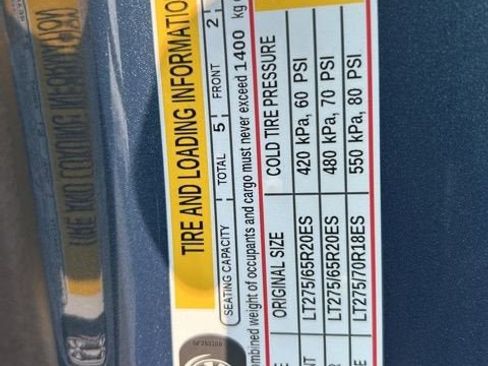 TIRE AND LOADING INFORMATIO
SEATING CAPACITY TOTAL 5 FRONT 2
ombined weight of occupants and cargo must never exceed 1400 kg o
ORIGINAL SIZE COLD TIRE PRESSURE
NT LT275/65R20ES 420 kPa, 60 PSI
R LT275/65R20ES 480 kPa, 70 PSI
E LT275/70R18ES 550 kPa, 80 PSI